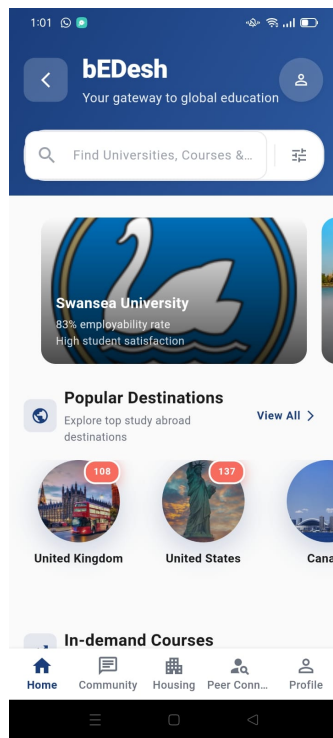 1:01
bEDesh
Your gateway to global education
Find Universities, Courses &...
Swansea University
83% employability rate
High student satisfaction
Popular Destinations
Explore top study abroad
destinations
View All
108
137
United Kingdom
United States
Cana
In-demand Courses
Home
Community
Housing
Peer Conn...
Profile